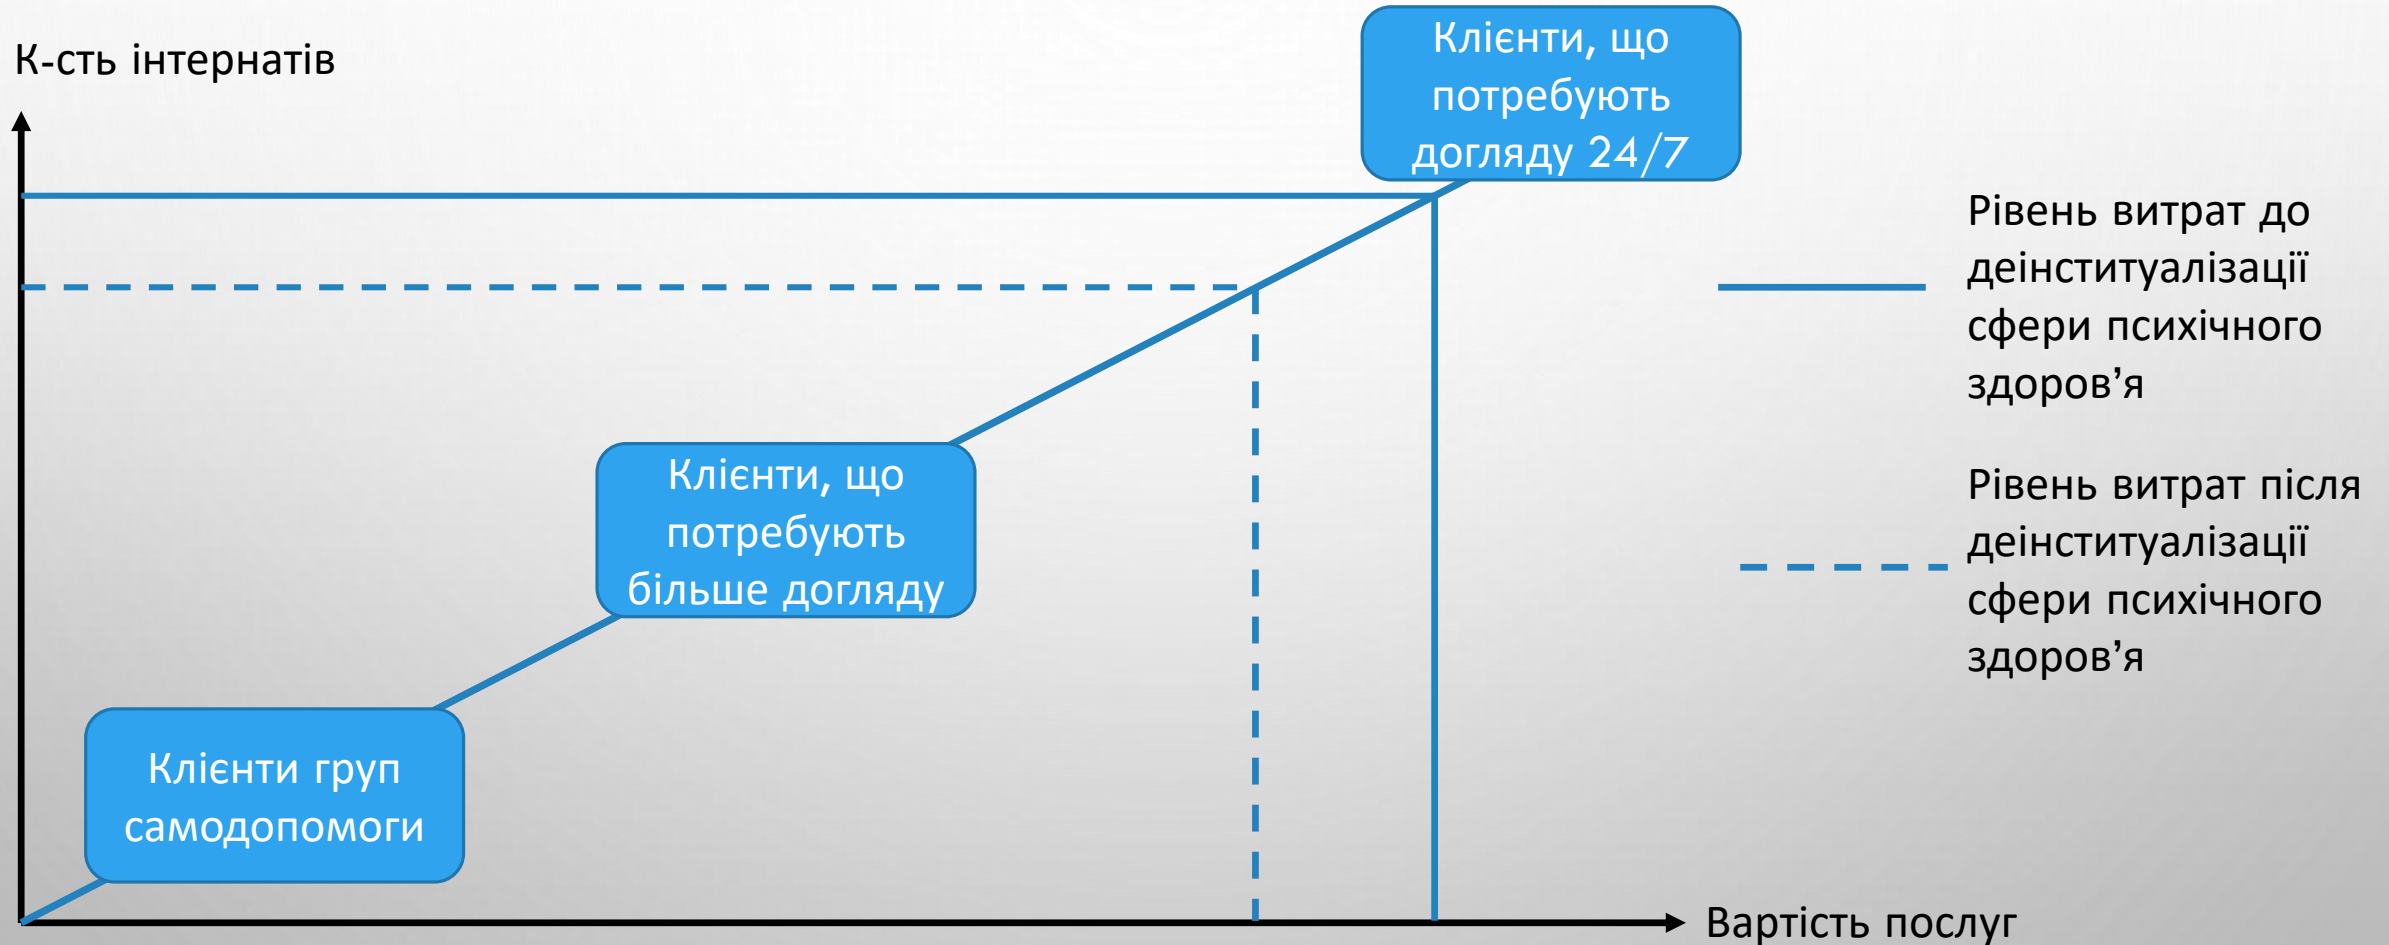 К-сть інтернатів
Клієнти, що
потребують
догляду 24/7
Рівень витрат до
деінституалізації
сфери психічного
здоров’я
Клієнти, що
потребують
більше догляду
Рівень витрат після
деінституалізації
сфери психічного
здоров’я
Клієнти груп
самодопомоги
Вартість послуг